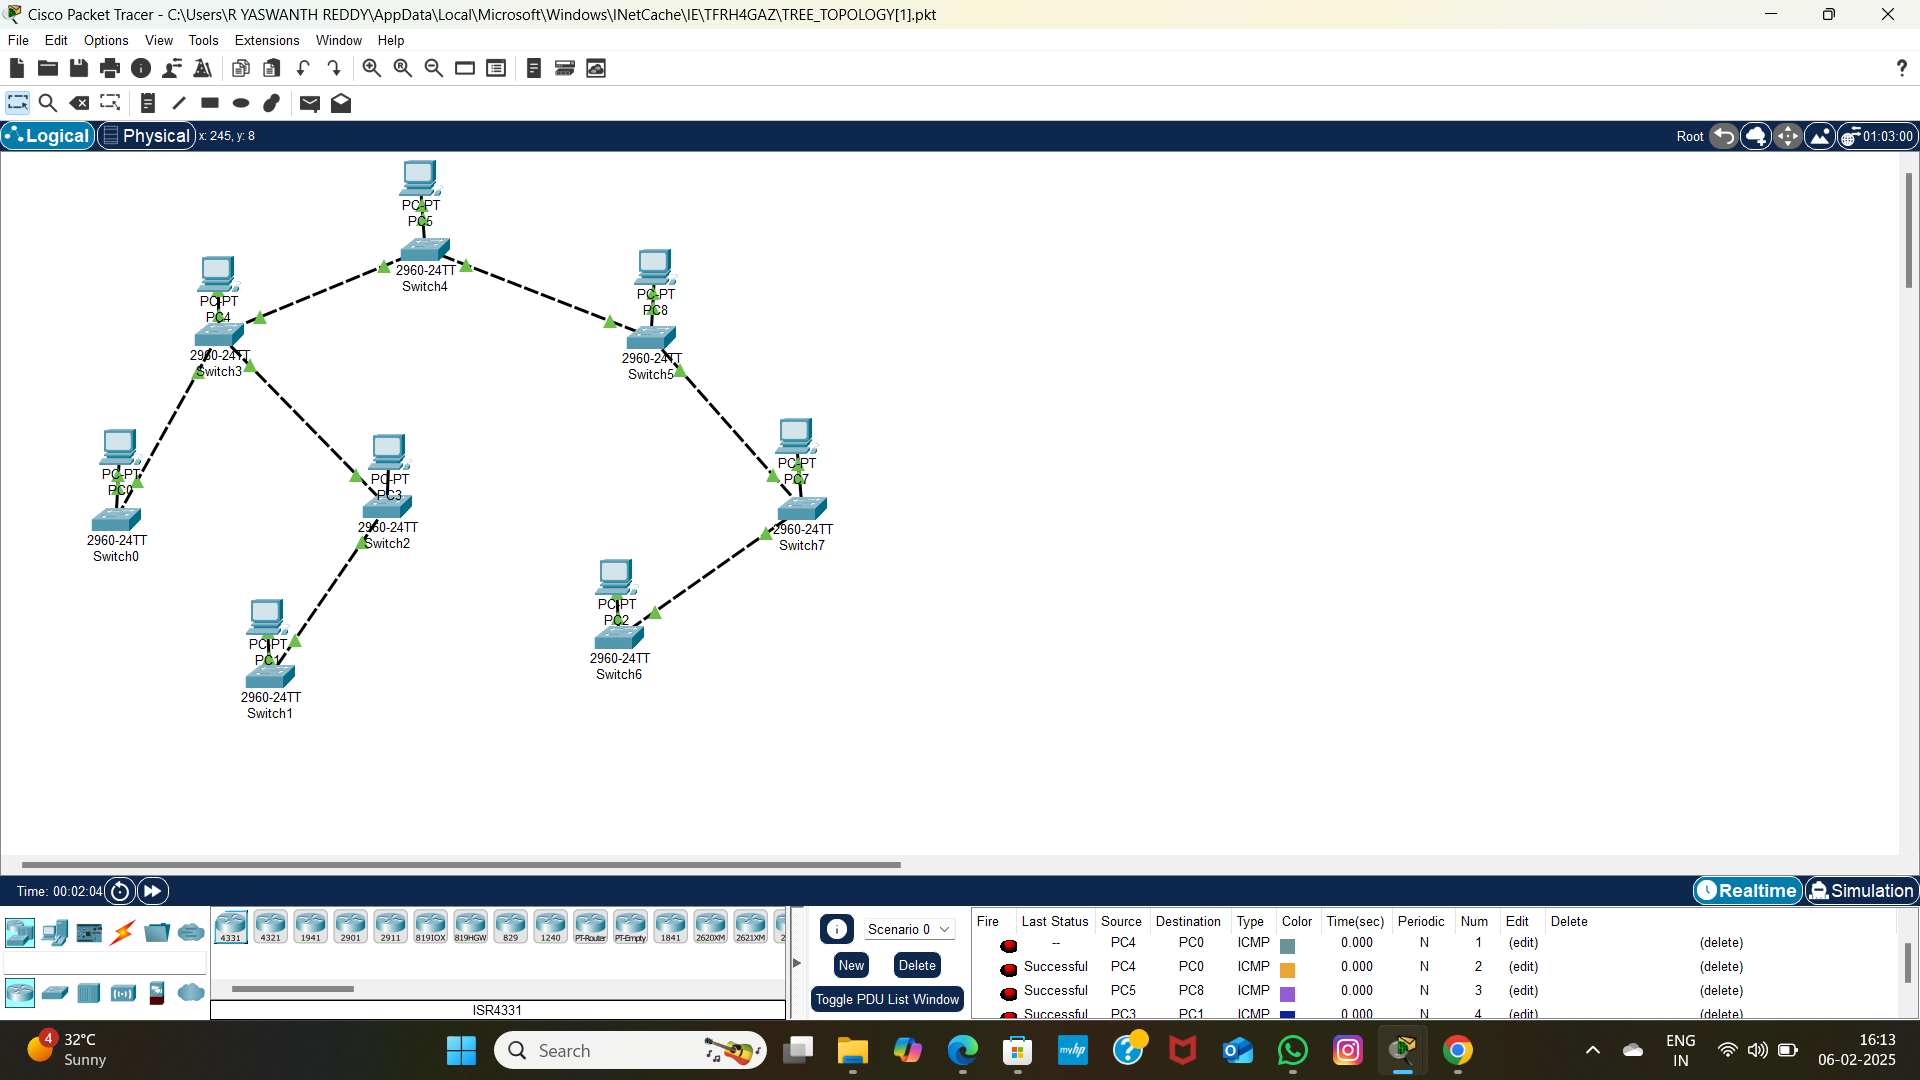 Cisco Packet Tracer - C:\Users\R YASWANTH REDDY\AppData\Local\Microsoft\Windows\INetCache\IE\TFRH4GAZ\TREE_TOPOLOGY[1].pkt
File Edit Options View Tools Extensions Window Help
Logical Physical x: 245, y: 8 Root 01:03:00
PC-PT
PC5
2960-24TT
Switch4
PC-PT
PC4
2960-24TT
Switch3
PC-PT
PC8
2960-24TT
Switch5
PC-PT
PC0
2960-24TT
Switch0
PC-PT
PC3
2960-24TT
Switch2
PC-PT
PC7
2960-24TT
Switch7
PC-PT
PC2
2960-24TT
Switch6
PC-PT
PC1
2960-24TT
Switch1
Time: 00:02:04 Realtime Simulation
4331 4321 1941 2901 2911 819IOX 819HGW 829 1240 PT-Router PT-Empty 1841 2620XM 2621XM 2
ISR4331
Scenario 0
New Delete
Toggle PDU List Window
Fire Last Status Source Destination Type Color Time(sec) Periodic Num Edit Delete
-- PC4 PC0 ICMP 0.000 N 1 (edit) (delete)
Successful PC4 PC0 ICMP 0.000 N 2 (edit) (delete)
Successful PC5 PC8 ICMP 0.000 N 3 (edit) (delete)
Successful PC3 PC1 ICMP 0.000 N 4 (edit) (delete)
4 32°C
Sunny
Search
myhp
ENG
IN
16:13
06-02-2025